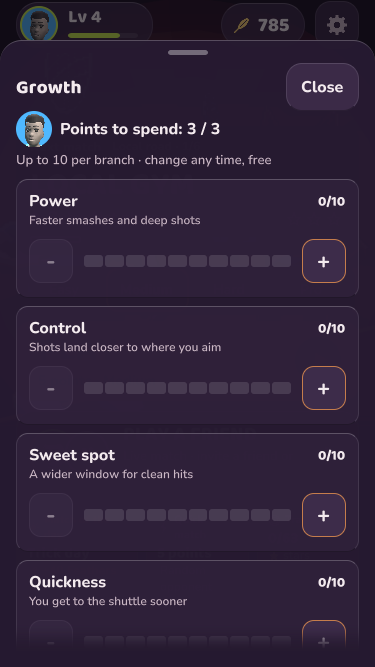 Lv 4
785
Growth
Close
Points to spend: 3 / 3
Up to 10 per branch · change any time, free
Power
0/10
Faster smashes and deep shots
-
+
Control
0/10
Shots land closer to where you aim
-
+
Sweet spot
0/10
A wider window for clean hits
-
+
Quickness
0/10
You get to the shuttle sooner
-
+